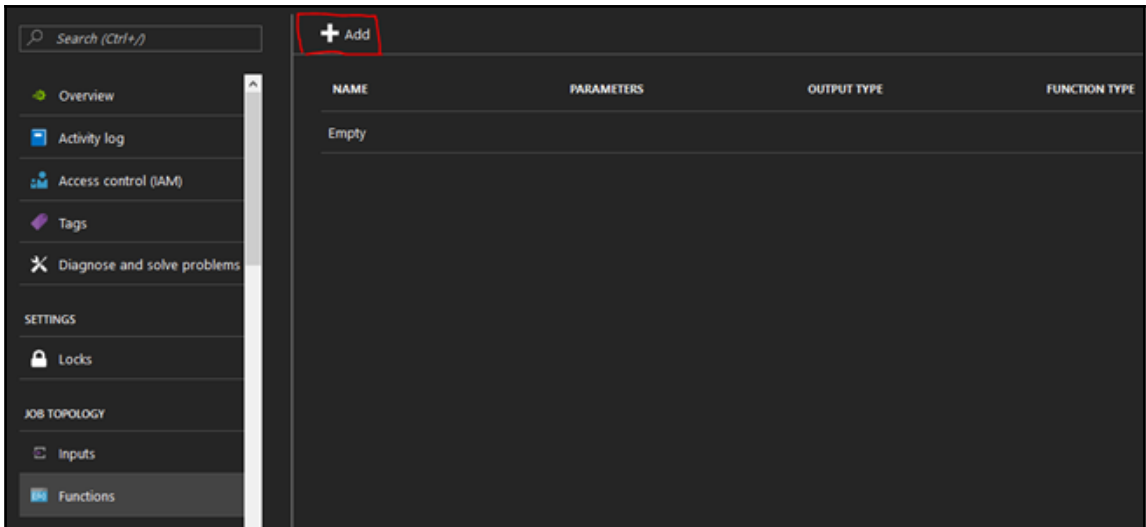 Search (Ctrl+/)
Overview
Activity log
Access control (IAM)
Tags
Diagnose and solve problems
SETTINGS
Locks
JOB TOPOLOGY
Inputs
Functions
Add
NAME PARAMETERS OUTPUT TYPE FUNCTION TYPE
Empty